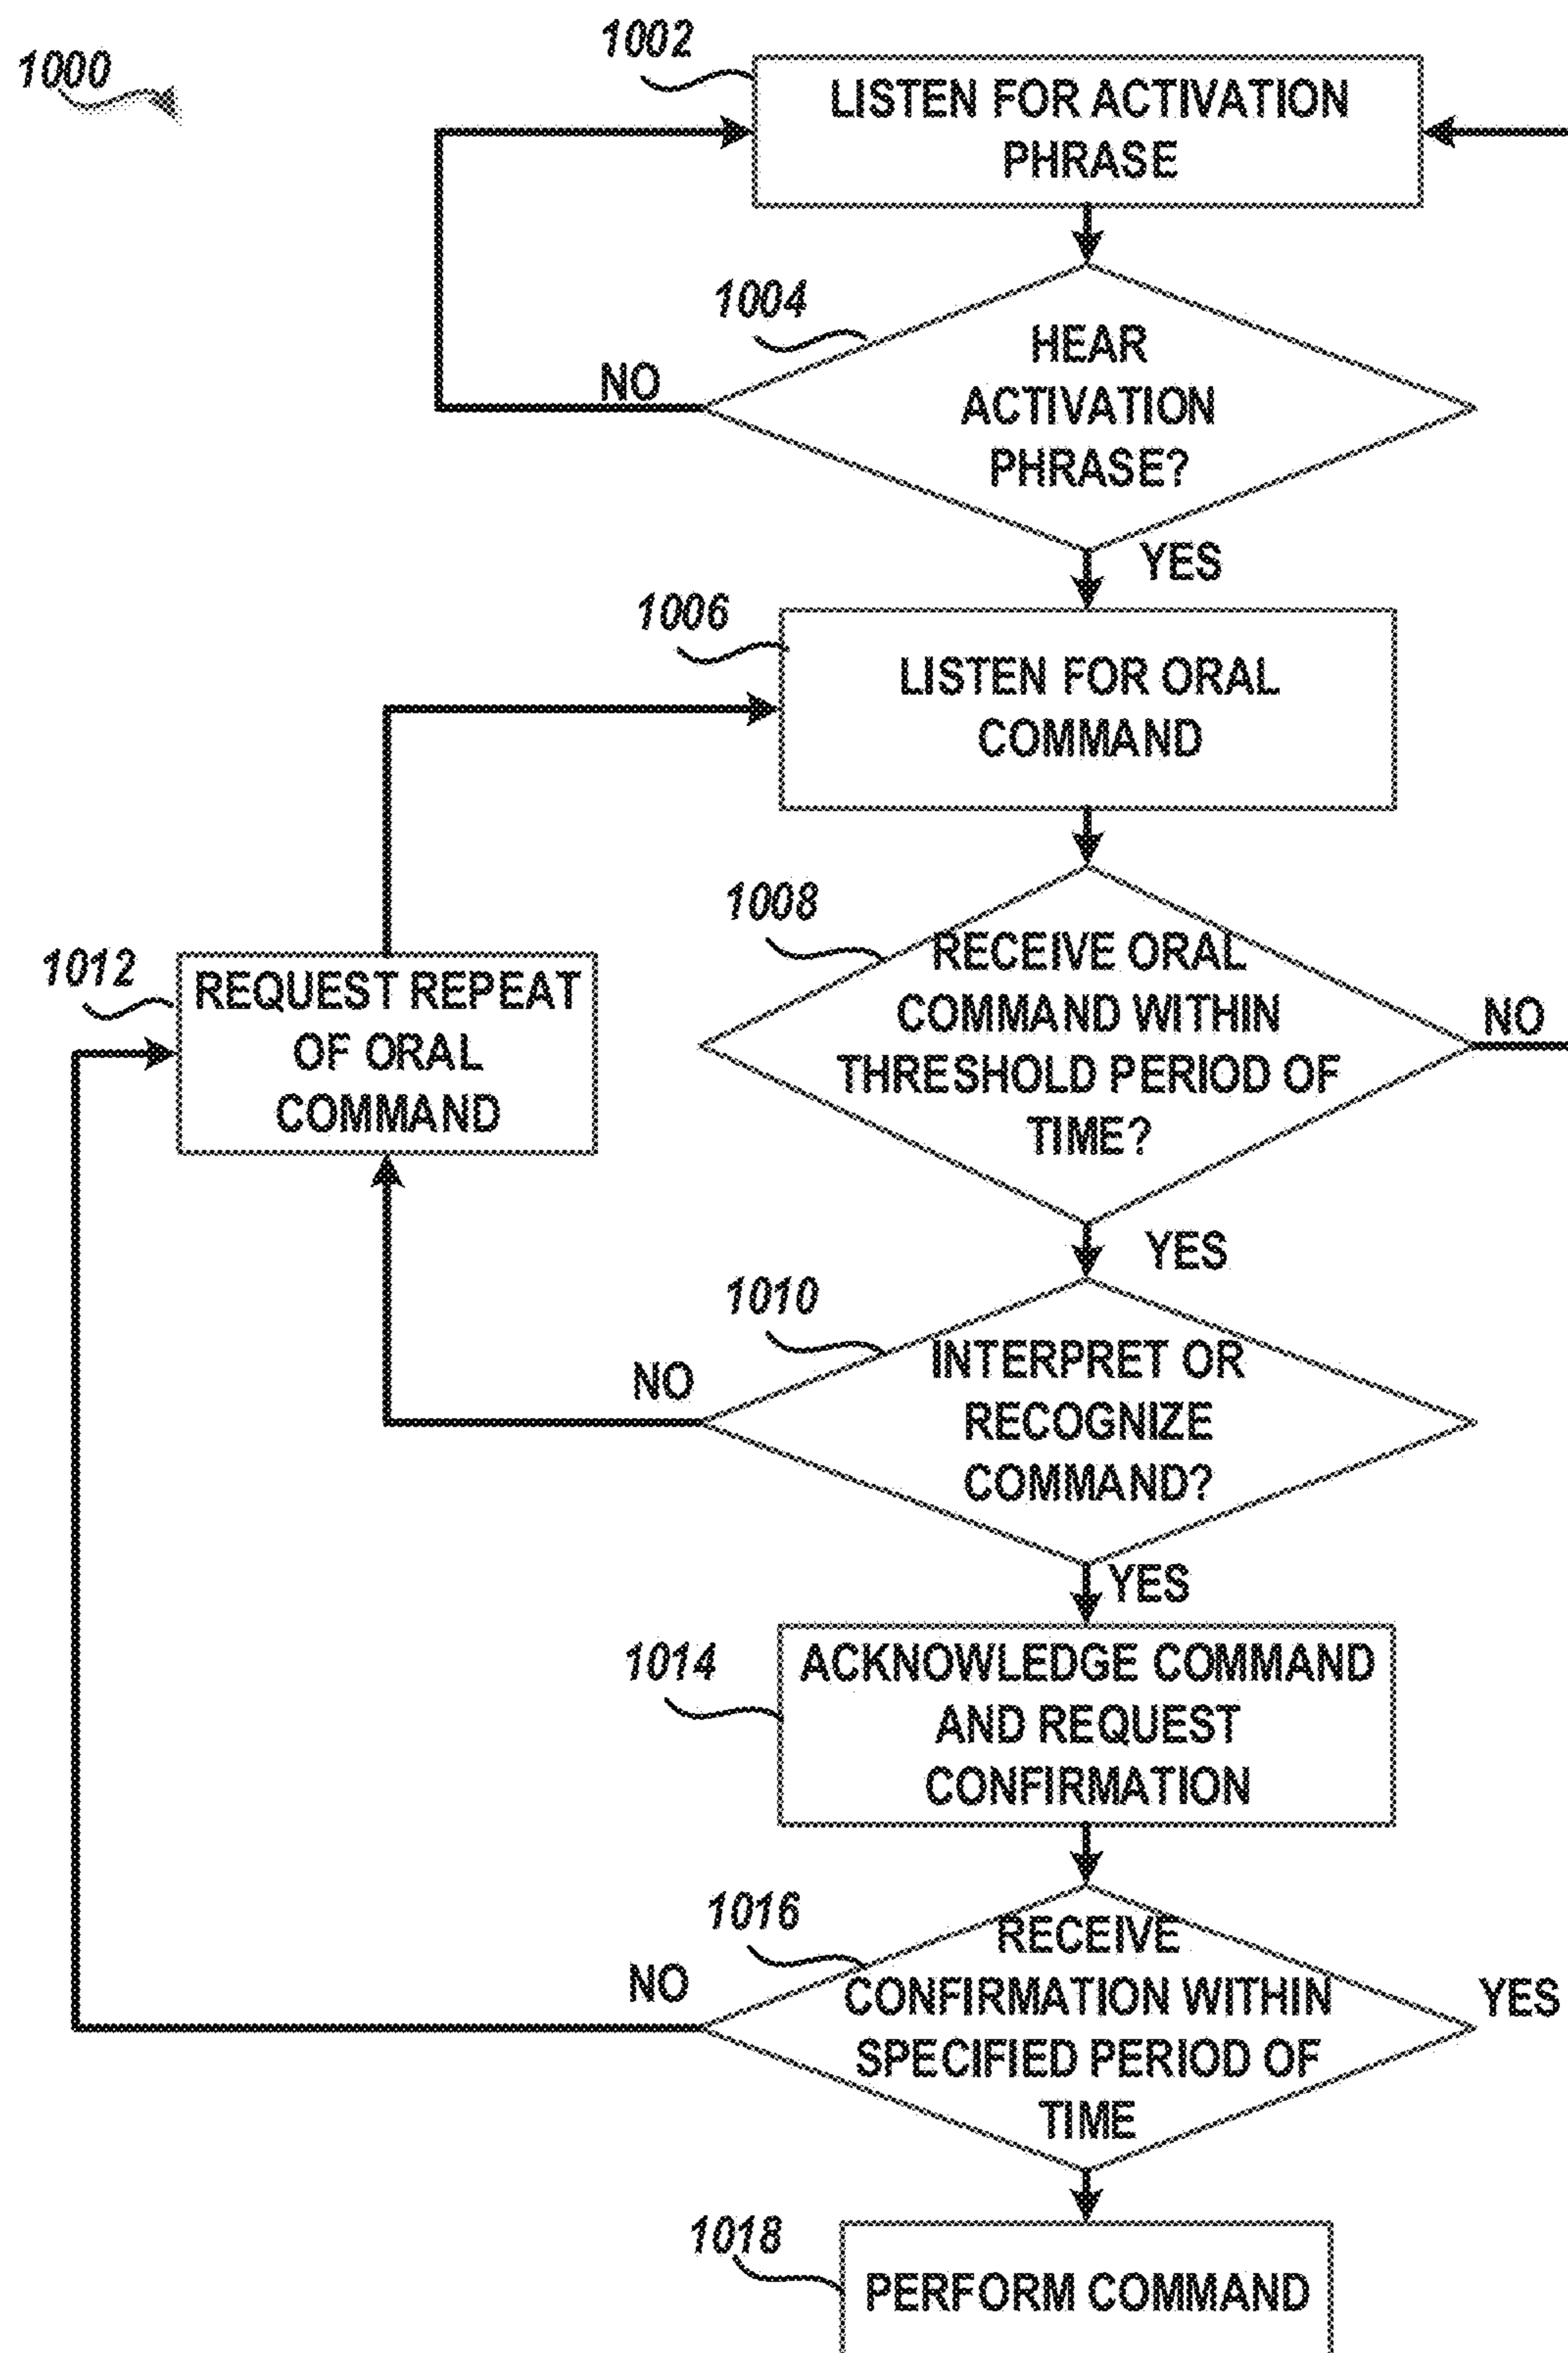 1000
1002
LISTEN FOR ACTIVATION
PHRASE
1004
HEAR
ACTIVATION
PHRASE?
NO
YES
1006
LISTEN FOR ORAL
COMMAND
1008
RECEIVE ORAL
COMMAND WITHIN
THRESHOLD PERIOD OF
TIME?
NO
YES
1012
REQUEST REPEAT
OF ORAL
COMMAND
1010
INTERPRET OR
RECOGNIZE
COMMAND?
NO
YES
1014
ACKNOWLEDGE COMMAND
AND REQUEST
CONFIRMATION
1016
RECEIVE
CONFIRMATION WITHIN
SPECIFIED PERIOD OF
TIME
NO
YES
1018
PERFORM COMMAND